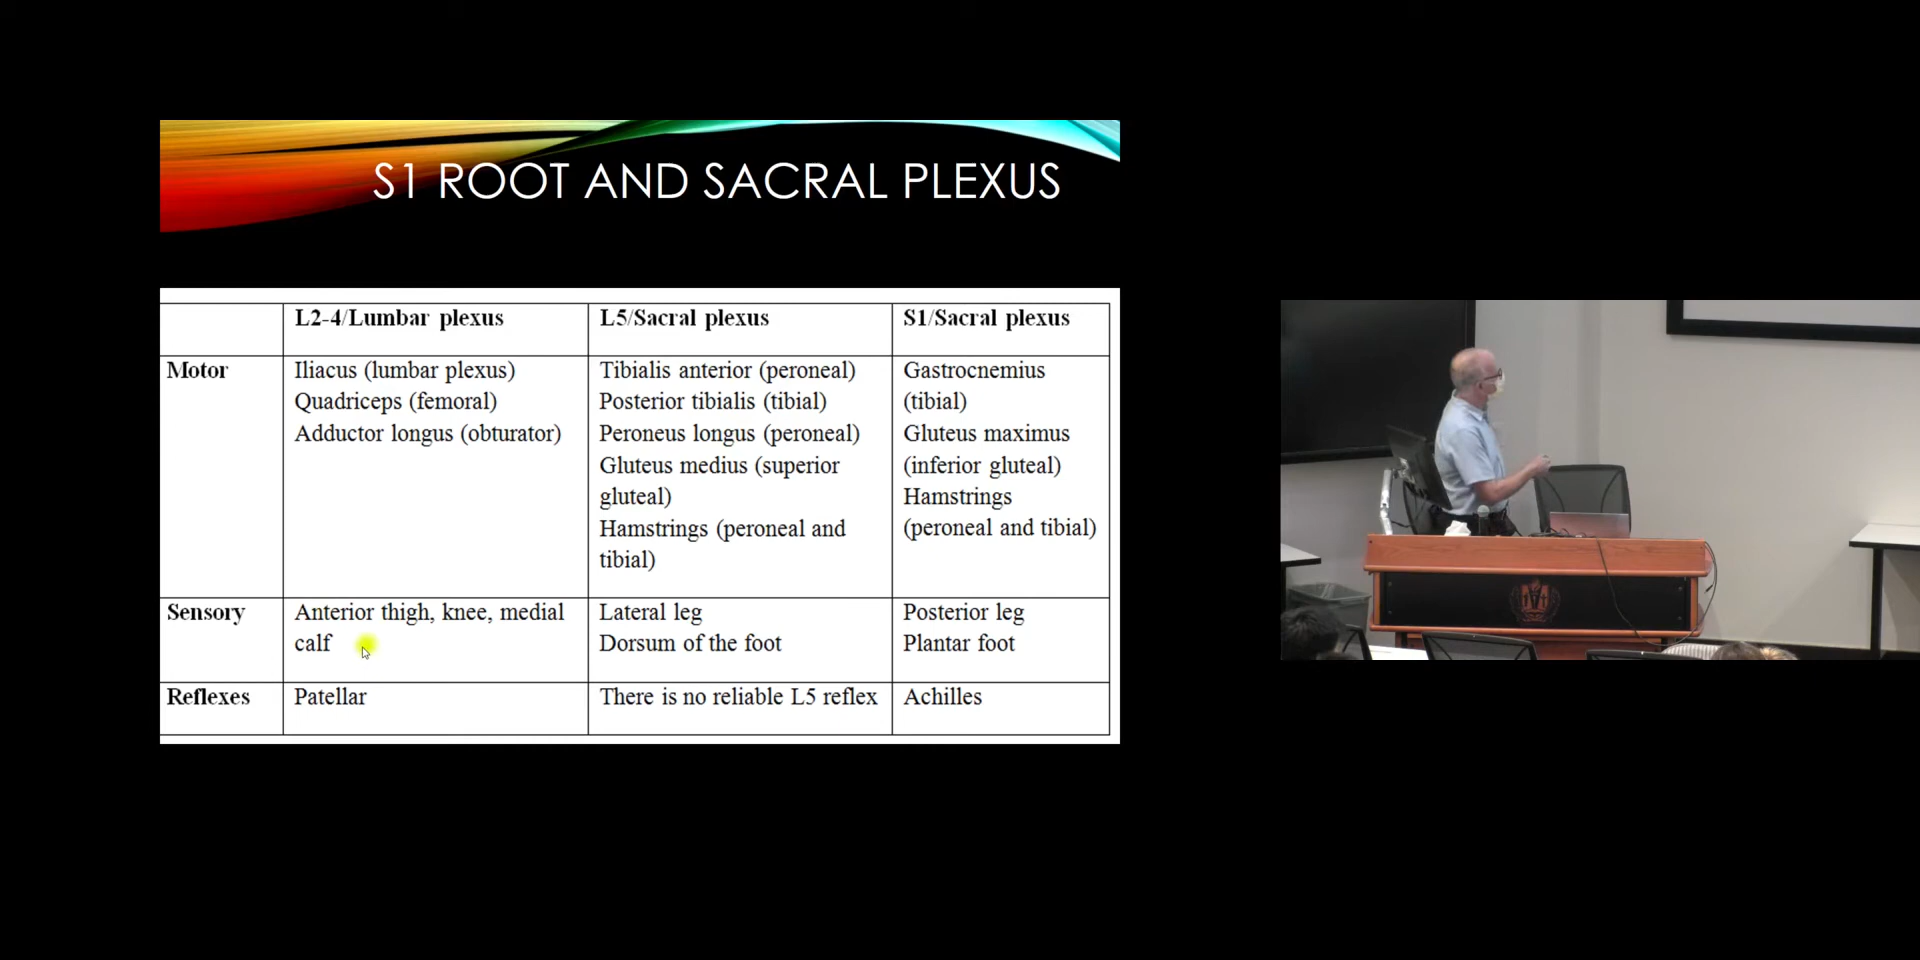 S1 ROOT AND SACRAL PLEXUS
L2-4/Lumbar plexus
L5/Sacral plexus
S1/Sacral plexus
Motor
Iliacus (lumbar plexus)
Quadriceps (femoral)
Adductor longus (obturator)
Tibialis anterior (peroneal)
Posterior tibialis (tibial)
Peroneus longus (peroneal)
Gluteus medius (superior
gluteal)
Hamstrings (peroneal and
tibial)
Gastrocnemius
(tibial)
Gluteus maximus
(inferior gluteal)
Hamstrings
(peroneal and tibial)
Sensory
Anterior thigh, knee, medial
calf
Lateral leg
Dorsum of the foot
Posterior leg
Plantar foot
Reflexes
Patellar
There is no reliable L5 reflex
Achilles